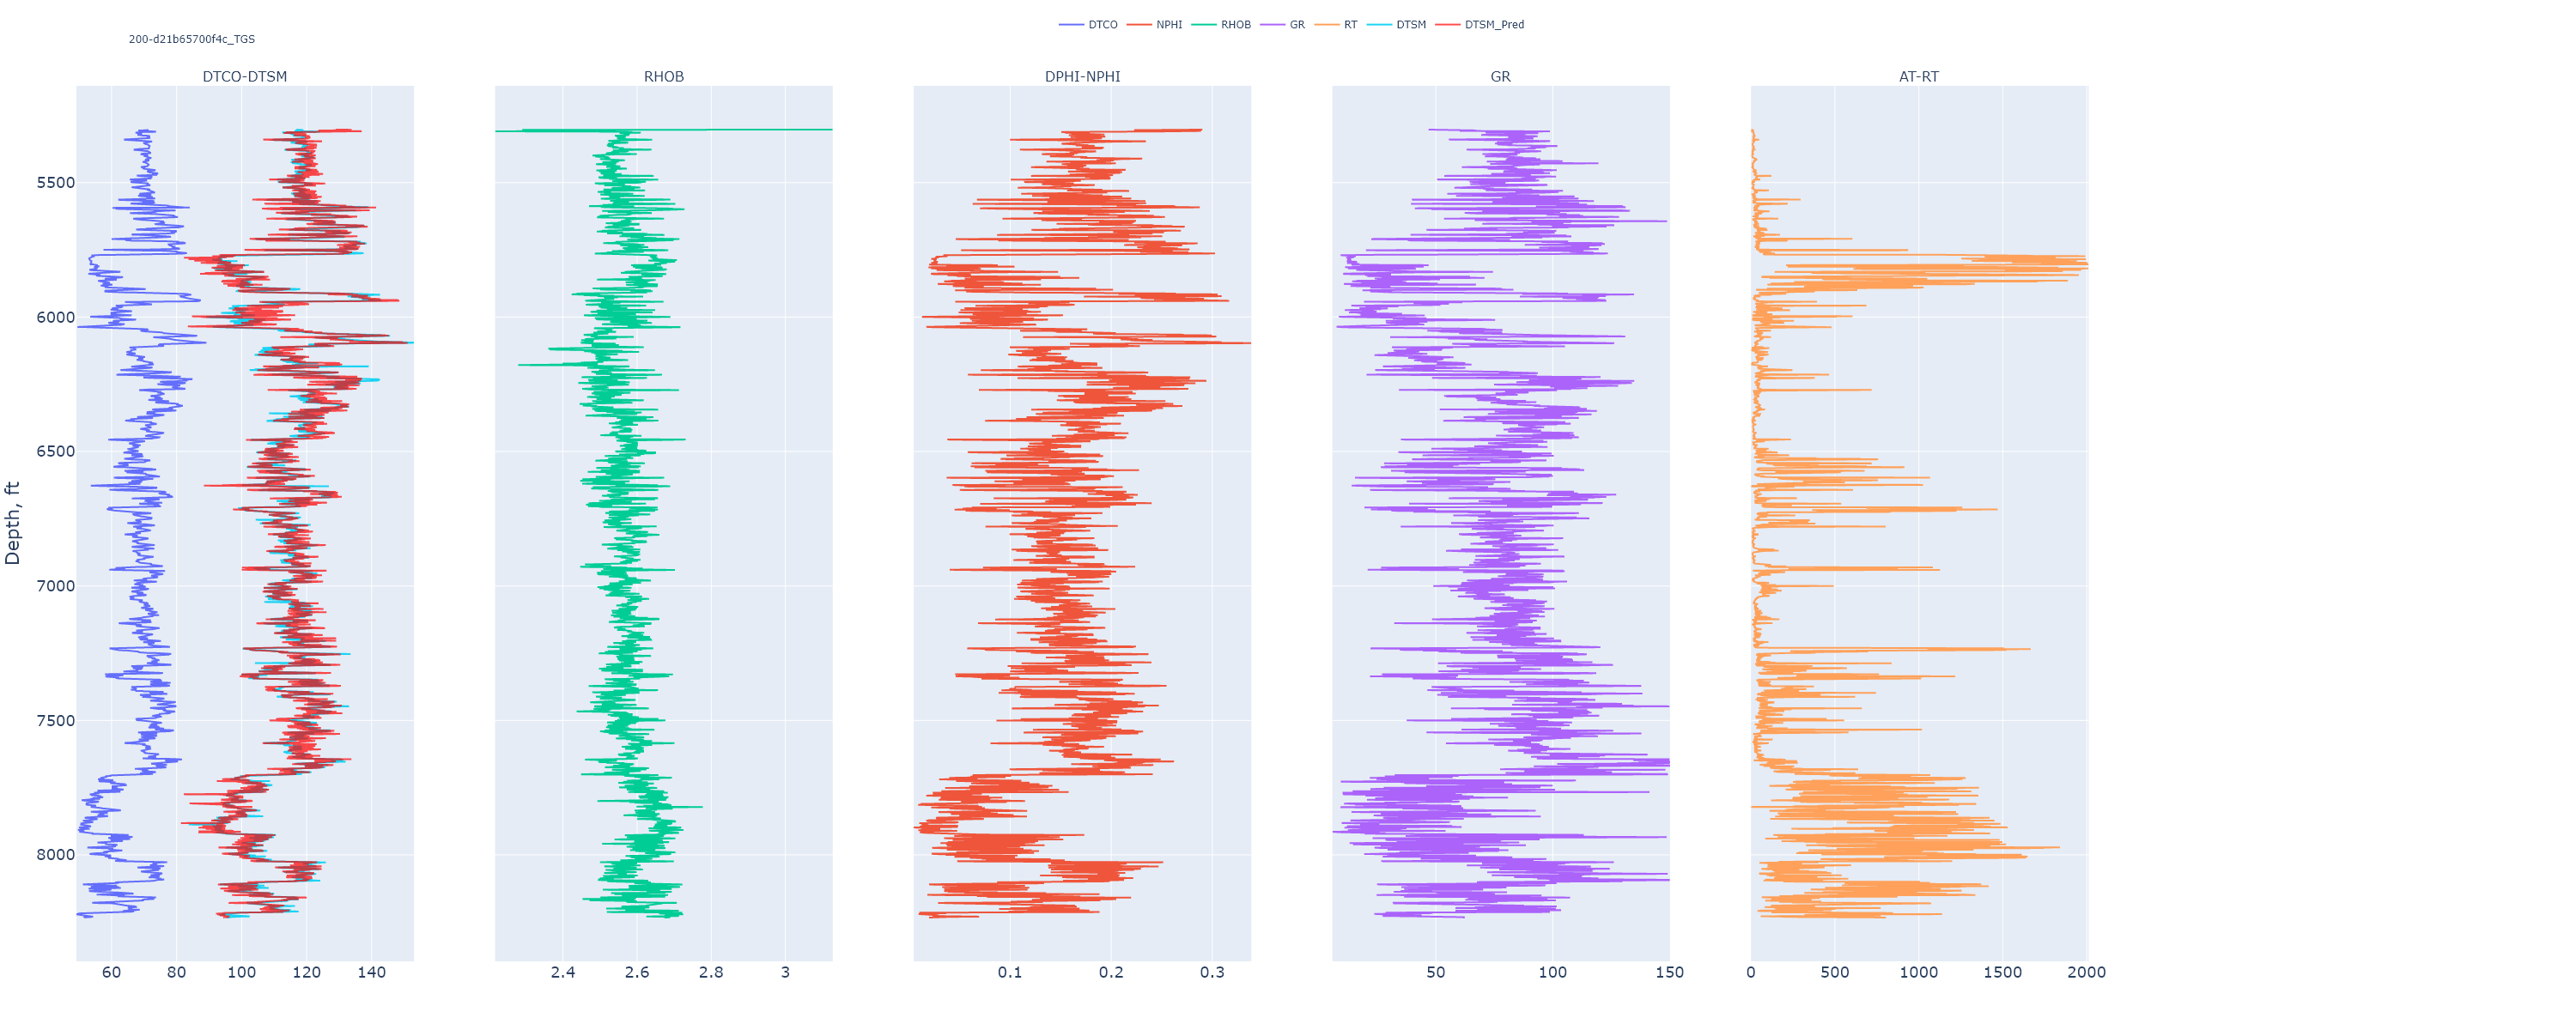 DTCO NPHI RHOB GR RT DTSM DTSM_Pred
200-d21b65700f4c_TGS
DTCO-DTSM RHOB DPHI-NPHI GR AT-RT
5500
6000
6500
7000
7500
8000
Depth, ft
60 80 100 120 140 2.4 2.6 2.8 3 0.1 0.2 0.3 50 100 150 0 500 1000 1500 2000